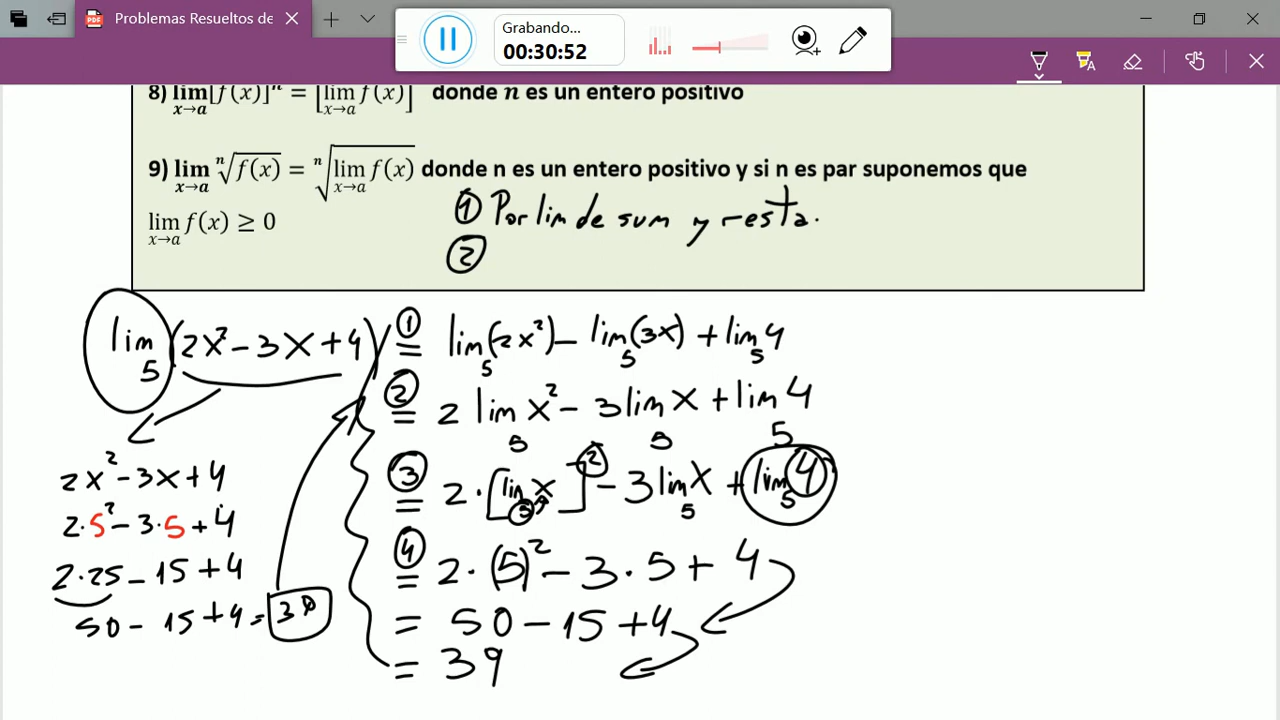 Problemas Resueltos de
Grabando...
00:30:52
8) lim x→a [f(x)]ⁿ = [lim x→a f(x)] donde n es un entero positivo
9) lim x→a ⁿ√f(x) = ⁿ√lim x→a f(x) donde n es un entero positivo y si n es par suponemos que
lim x→a f(x) ≥ 0
① Por lim de sum y resta.
②
lim 5 (2x² - 3x + 4) ①= lim 5 (2x²) - lim 5 (3x) + lim 5 4
②= 2 lim 5 x² - 3 lim 5 x + lim 5 4
③= 2 · [lim 5 x]² - 3 lim 5 x + lim 5 4
④= 2 · (5)² - 3 · 5 + 4
= 50 - 15 + 4
= 39
2x² - 3x + 4
2·5² - 3·5 + 4
2·25 - 15 + 4
50 - 15 + 4 = 39